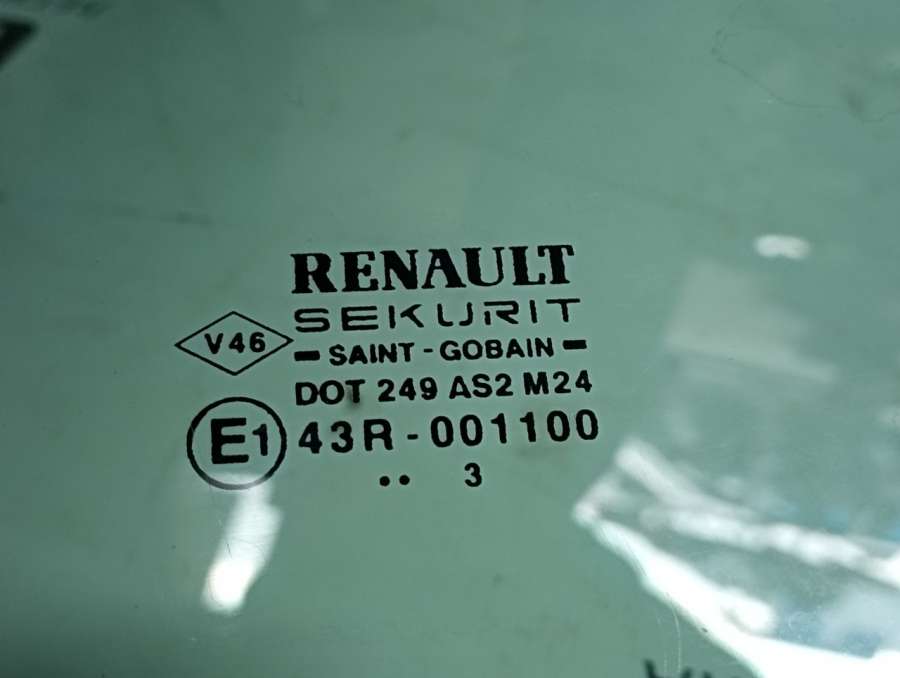 RENAULT
SEKURIT
V46
SAINT - GOBAIN
DOT 249 AS2 M24
E1 43R - 001100
.. 3